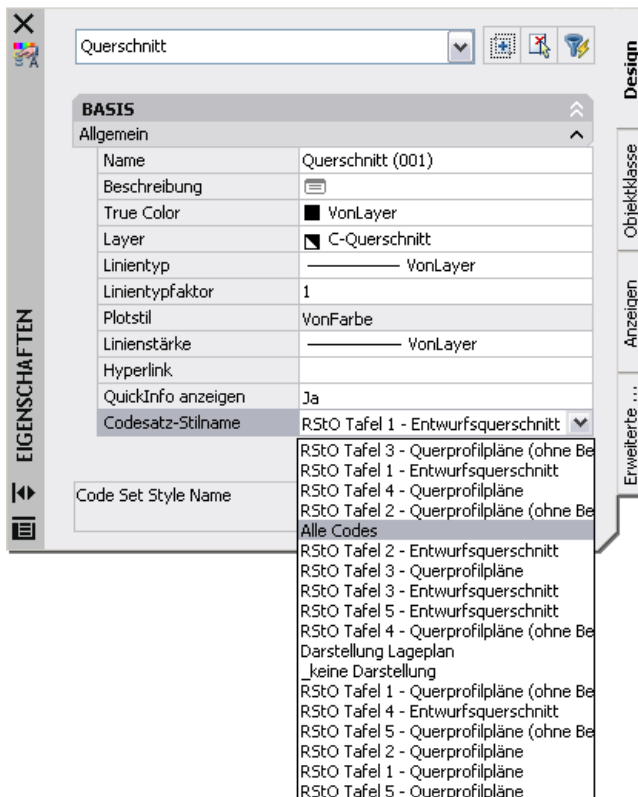 Querschnitt
BASIS
Allgemein
Name Querschnitt (001)
Beschreibung
True Color VonLayer
Layer C-Querschnitt
Linientyp VonLayer
Linientypfaktor 1
Plotstil VonFarbe
Linienstärke VonLayer
Hyperlink
QuickInfo anzeigen Ja
Codesatz-Stilname RStO Tafel 1 - Entwurfsquerschnitt
RStO Tafel 3 - Querprofilpläne (ohne Be
RStO Tafel 1 - Entwurfsquerschnitt
RStO Tafel 4 - Querprofilpläne
RStO Tafel 2 - Querprofilpläne (ohne Be
Alle Codes
RStO Tafel 2 - Entwurfsquerschnitt
RStO Tafel 3 - Querprofilpläne
RStO Tafel 3 - Entwurfsquerschnitt
RStO Tafel 5 - Entwurfsquerschnitt
RStO Tafel 4 - Querprofilpläne (ohne Be
Darstellung Lageplan
_keine Darstellung
RStO Tafel 1 - Querprofilpläne (ohne Be
RStO Tafel 4 - Entwurfsquerschnitt
RStO Tafel 5 - Querprofilpläne (ohne Be
RStO Tafel 2 - Querprofilpläne
RStO Tafel 1 - Querprofilpläne
RStO Tafel 5 - Querprofilpläne
Code Set Style Name
EIGENSCHAFTEN
Design
Objektklasse
Anzeigen
Erweiterte ...